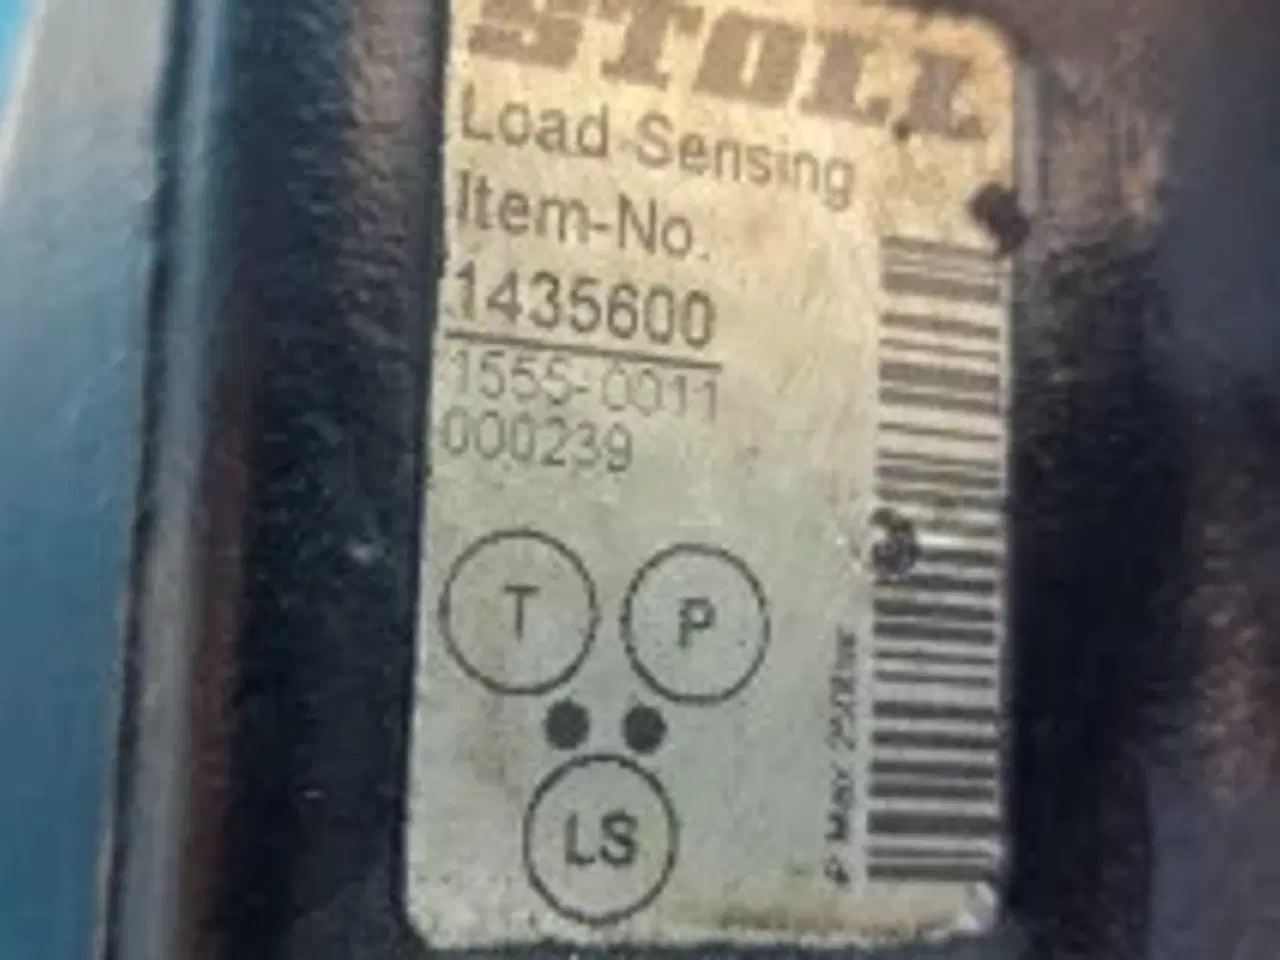 STOLL
Load-Sensing
Item-No.
1435600
1555-0011
000239
T
P
LS